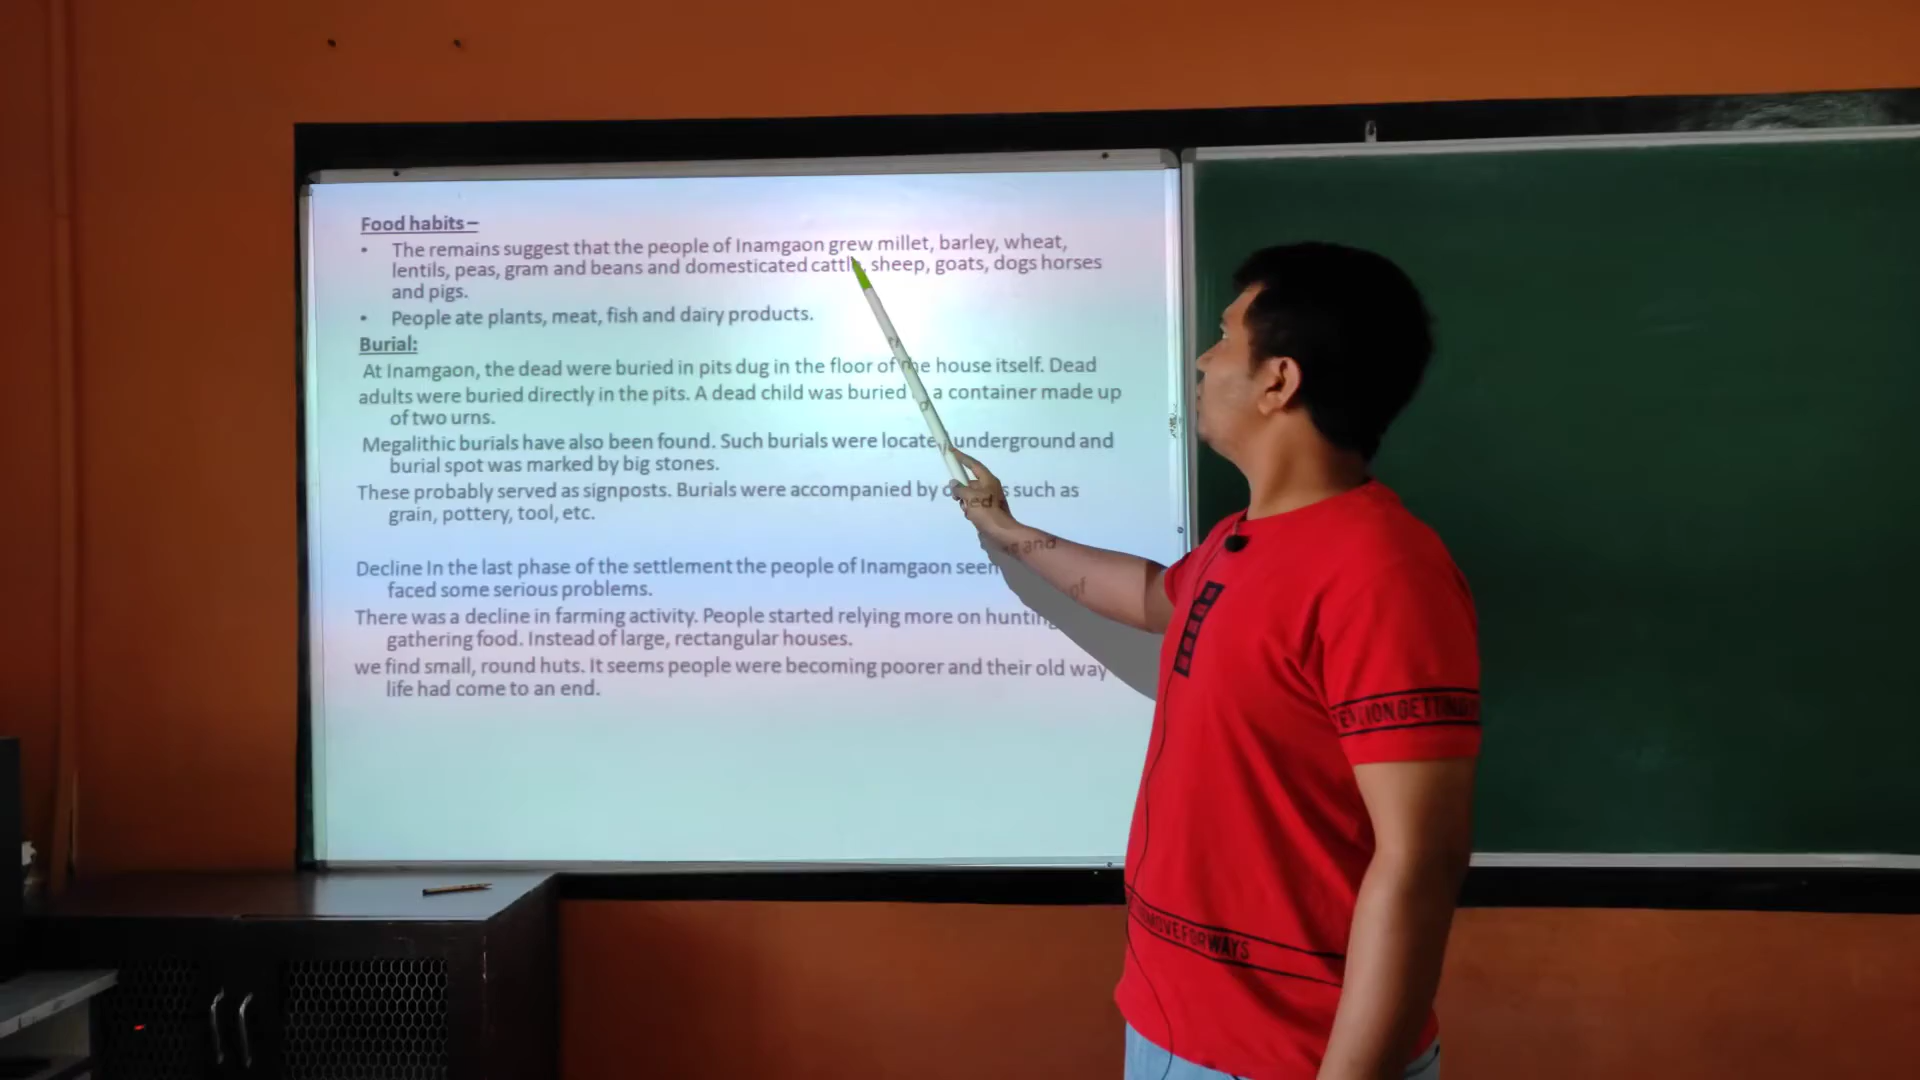 Food habits –
• The remains suggest that the people of Inamgaon grew millet, barley, wheat,
lentils, peas, gram and beans and domesticated cattle, sheep, goats, dogs horses
and pigs.
• People ate plants, meat, fish and dairy products.
Burial:
At Inamgaon, the dead were buried in pits dug in the floor of the house itself. Dead
adults were buried directly in the pits. A dead child was buried a container made up
of two urns.
Megalithic burials have also been found. Such burials were located underground and
burial spot was marked by big stones.
These probably served as signposts. Burials were accompanied by such as
grain, pottery, tool, etc.
Decline In the last phase of the settlement the people of Inamgaon seem
faced some serious problems.
There was a decline in farming activity. People started relying more on hunting and
gathering food. Instead of large, rectangular houses.
we find small, round huts. It seems people were becoming poorer and their old way of
life had come to an end.
MOVEFORWAYS